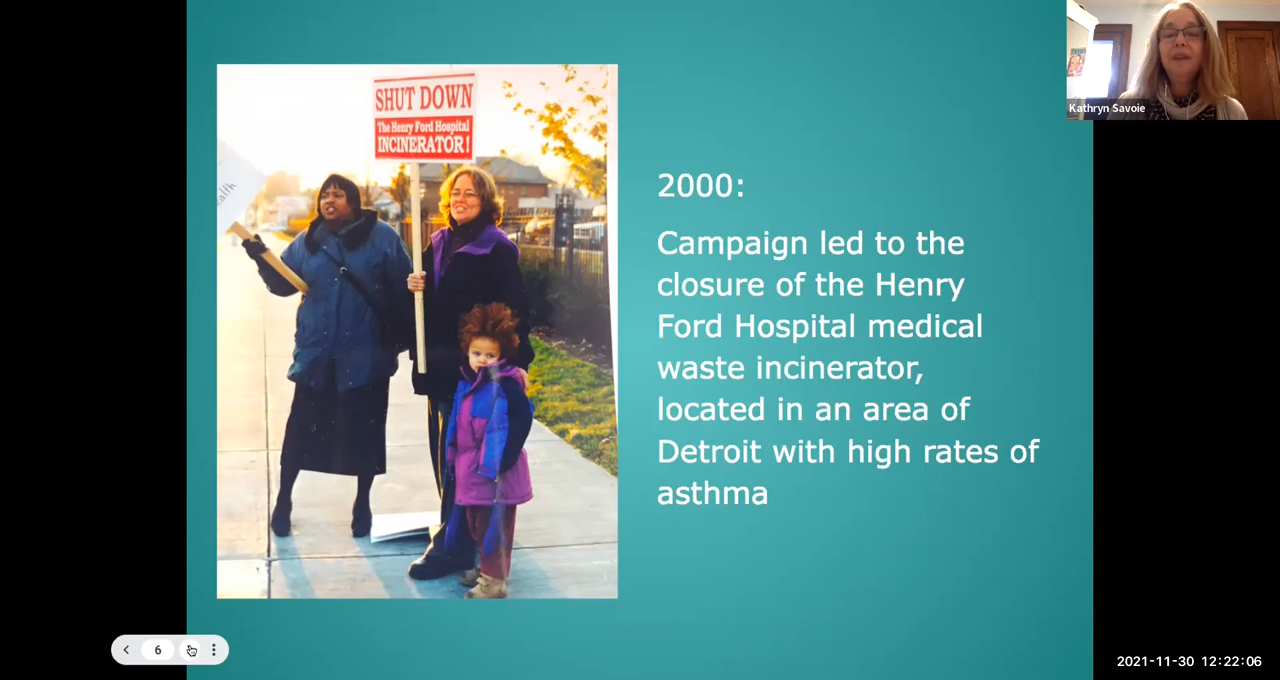 SHUT DOWN
The Henry Ford Hospital
INCINERATOR!
2000:
Campaign led to the
closure of the Henry
Ford Hospital medical
waste incinerator,
located in an area of
Detroit with high rates of
asthma
Kathryn Savoie
6
2021-11-30 12:22:06